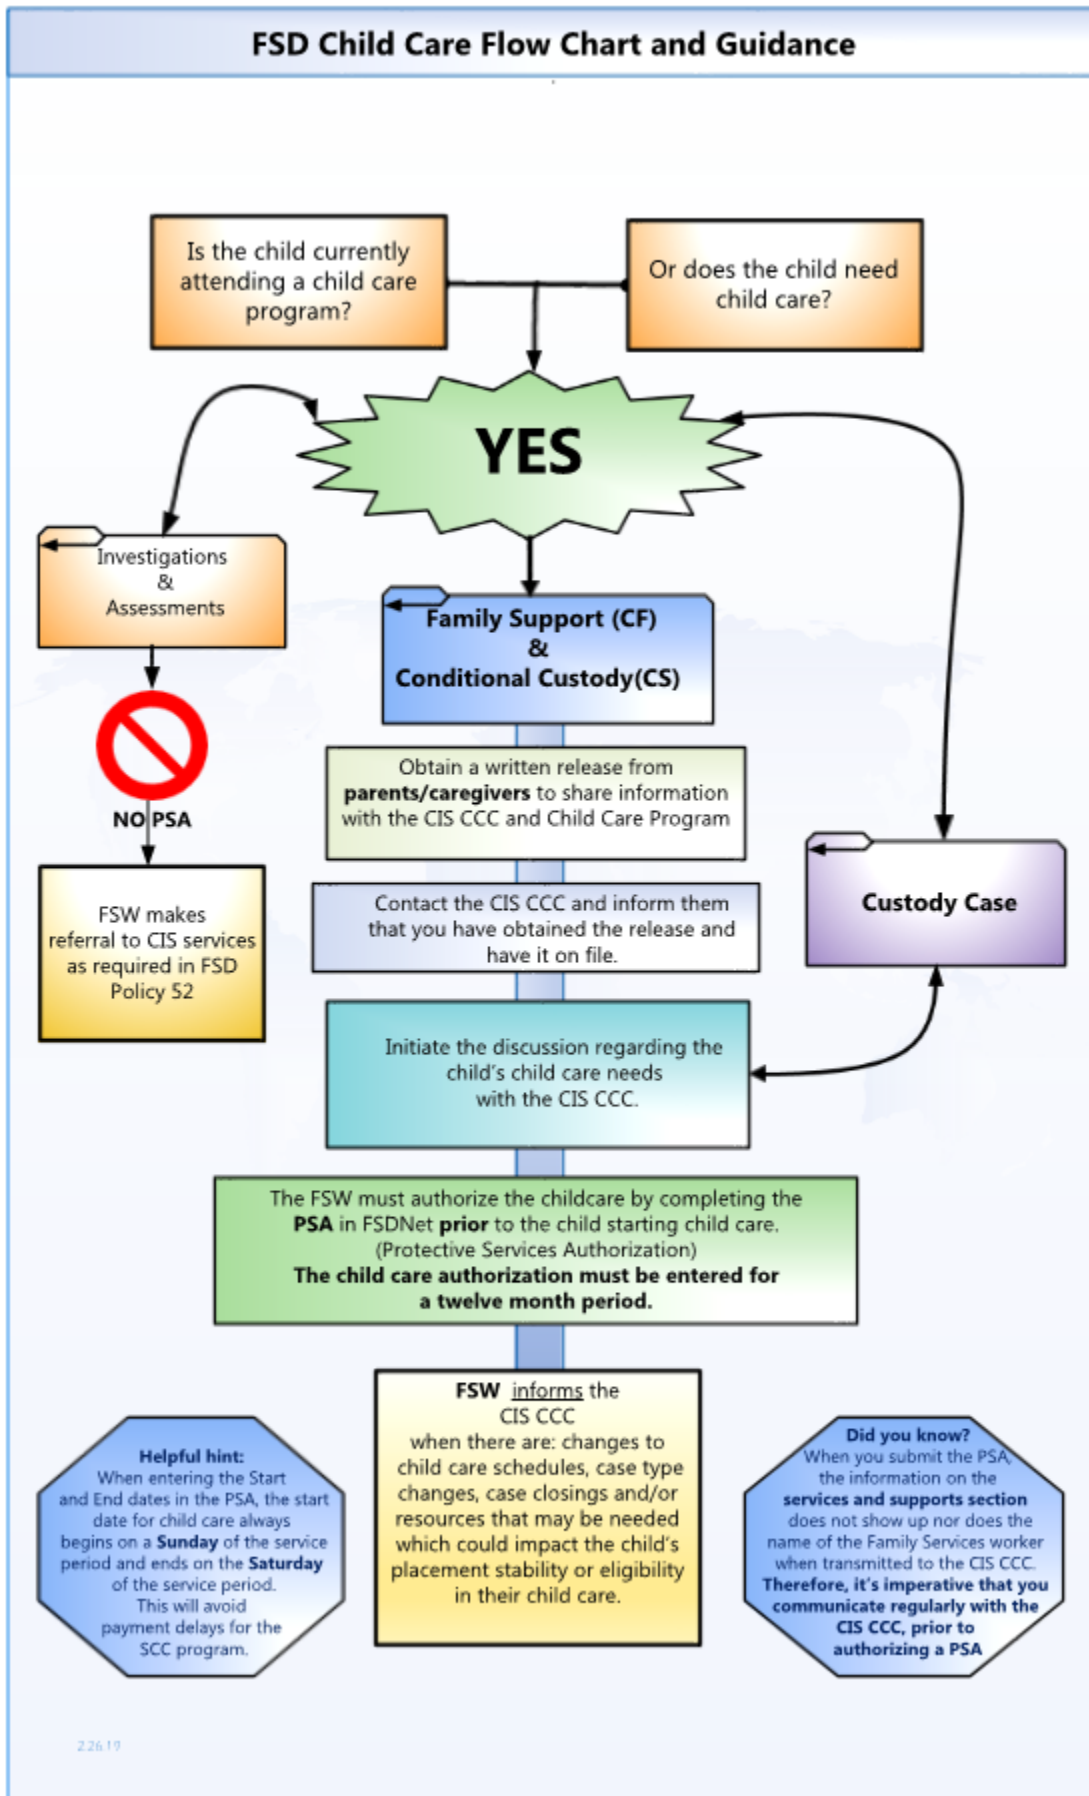 FSD Child Care Flow Chart and Guidance
Is the child currently
attending a child care
program?
Or does the child need
child care?
YES
Investigations
&
Assessments
NO PSA
FSW makes
referral to CIS services
as required in FSD
Policy 52
Family Support (CF)
&
Conditional Custody(CS)
Obtain a written release from
parents/caregivers to share information
with the CIS CCC and Child Care Program
Contact the CIS CCC and inform them
that you have obtained the release and
have it on file.
Custody Case
Initiate the discussion regarding the
child's child care needs
with the CIS CCC.
The FSW must authorize the childcare by completing the
PSA in FSDNet prior to the child starting child care.
(Protective Services Authorization)
The child care authorization must be entered for
a twelve month period.
FSW informs the
CIS CCC
when there are: changes to
child care schedules, case type
changes, case closings and/or
resources that may be needed
which could impact the child's
placement stability or eligibility
in their child care.
Helpful hint:
When entering the Start
and End dates in the PSA, the start
date for child care always
begins on a Sunday of the service
period and ends on the Saturday
of the service period.
This will avoid
payment delays for the
SCC program.
Did you know?
When you submit the PSA,
the information on the
services and supports section
does not show up nor does the
name of the Family Services worker
when transmitted to the CIS CCC.
Therefore, it's imperative that you
communicate regularly with the
CIS CCC, prior to
authorizing a PSA
2.26.19